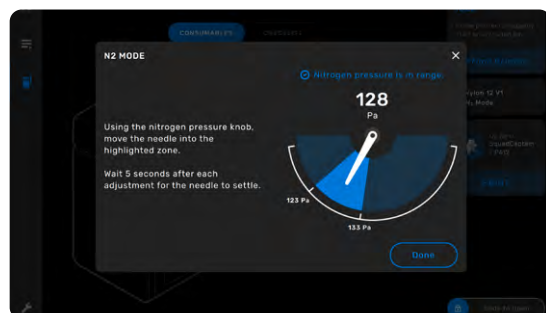 CONSUMABLES
N2 MODE
Nitrogen pressure is in range.
128
Pa
Using the nitrogen pressure knob,
move the needle into the
highlighted zone.
Wait 5 seconds after each
adjustment for the needle to settle.
123 Pa
133 Pa
Done